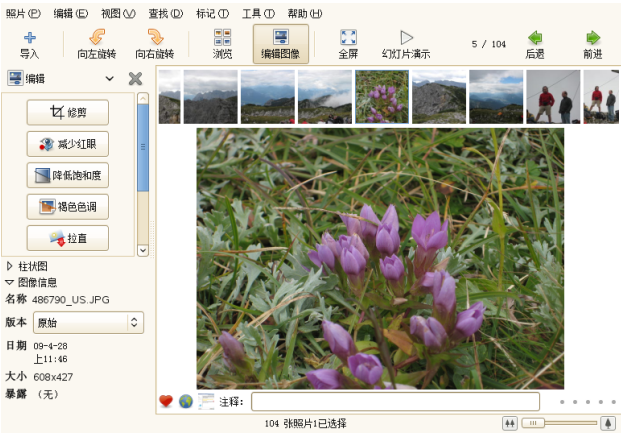 照片(P) 编辑(E) 视图(V) 查找(D) 标记(T) 工具(T) 帮助(H)
导入 向左旋转 向右旋转 浏览 编辑图像 全屏 幻灯片演示 5 / 104 后退 前进
编辑
修剪
减少红眼
降低饱和度
褐色色调
拉直
柱状图
图像信息
名称 486790_US.JPG
版本 原始
日期 09-4-28
上11:46
大小 608x427
暴露 （无）
注释:
104 张照片1已选择